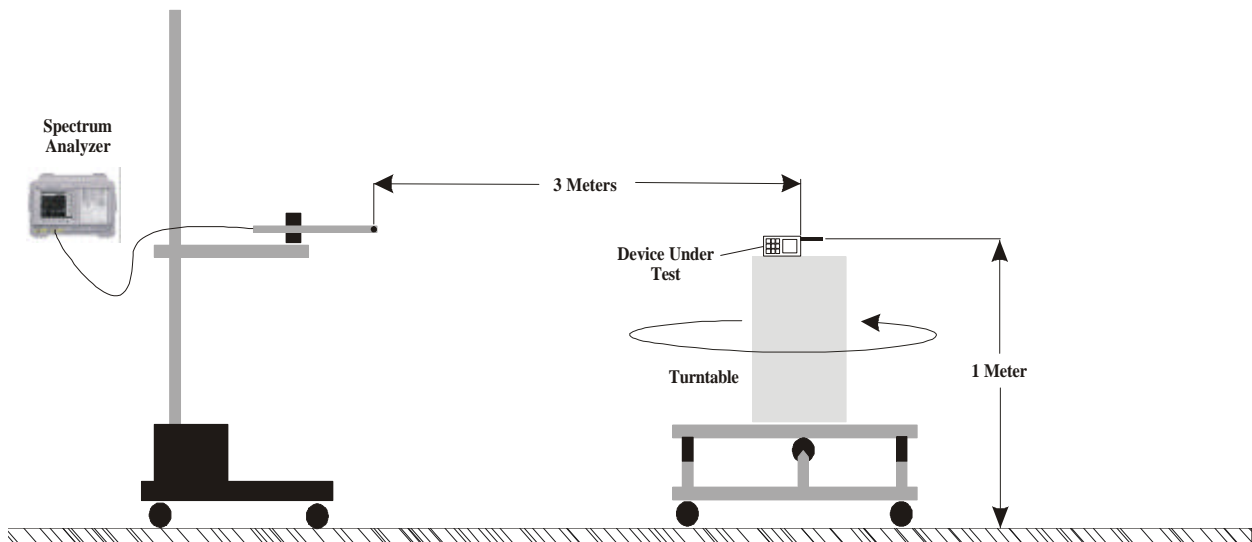 Spectrum
Analyzer
3 Meters
Device Under
Test
Turntable
1 Meter